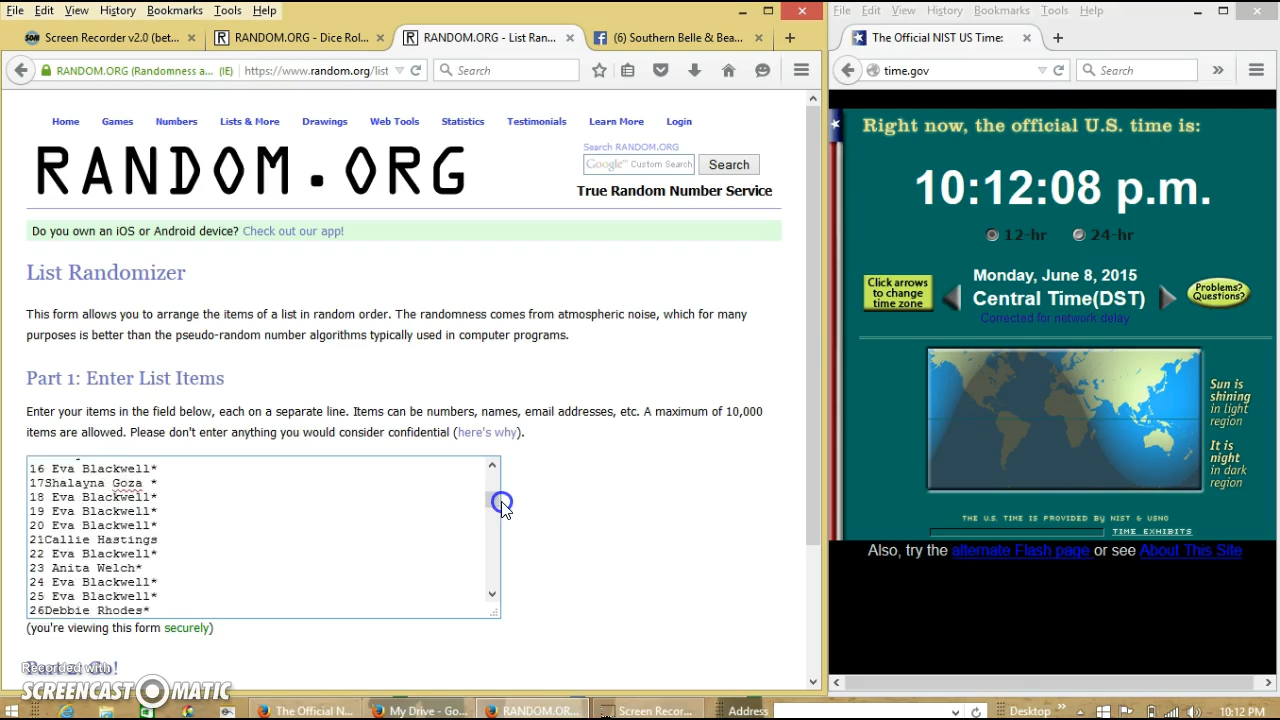 File Edit View History Bookmarks Tools Help
Screen Recorder v2.0 (bet...
RANDOM.ORG - Dice Rol...
RANDOM.ORG - List Ran...
(6) Southern Belle & Bea...
RANDOM.ORG (Randomness a... (IE)
https://www.random.org/list
Search
Home Games Numbers Lists & More Drawings Web Tools Statistics Testimonials Learn More Login
RANDOM.ORG
Search RANDOM.ORG
Google™ Custom Search
Search
True Random Number Service
Do you own an iOS or Android device? Check out our app!
List Randomizer
This form allows you to arrange the items of a list in random order. The randomness comes from atmospheric noise, which for many
purposes is better than the pseudo-random number algorithms typically used in computer programs.
Part 1: Enter List Items
Enter your items in the field below, each on a separate line. Items can be numbers, names, email addresses, etc. A maximum of 10,000
items are allowed. Please don't enter anything you would consider confidential (here's why).
16 Eva Blackwell*
17Shalayna Goza *
18 Eva Blackwell*
19 Eva Blackwell*
20 Eva Blackwell*
21Callie Hastings
22 Eva Blackwell*
23 Anita Welch*
24 Eva Blackwell*
25 Eva Blackwell*
26Debbie Rhodes*
(you're viewing this form securely)
Part 2: Go!
Recorded with
SCREENCAST-O-MATIC
File Edit View History Bookmarks Tools Help
The Official NIST US Time:
time.gov
Search
Right now, the official U.S. time is:
10:12:08 p.m.
12-hr 24-hr
Click arrows
to change
time zone
Monday, June 8, 2015
Central Time(DST)
Corrected for network delay
Problems?
Questions?
Sun is
shining
in light
region
It is
night
in dark
region
THE U.S. TIME IS PROVIDED BY NIST & USNO
TIME EXHIBITS
Also, try the alternate Flash page or see About This Site
The Official N...
My Drive - Go...
RANDOM.OR...
Screen Recor...
Address
Desktop
10:12 PM